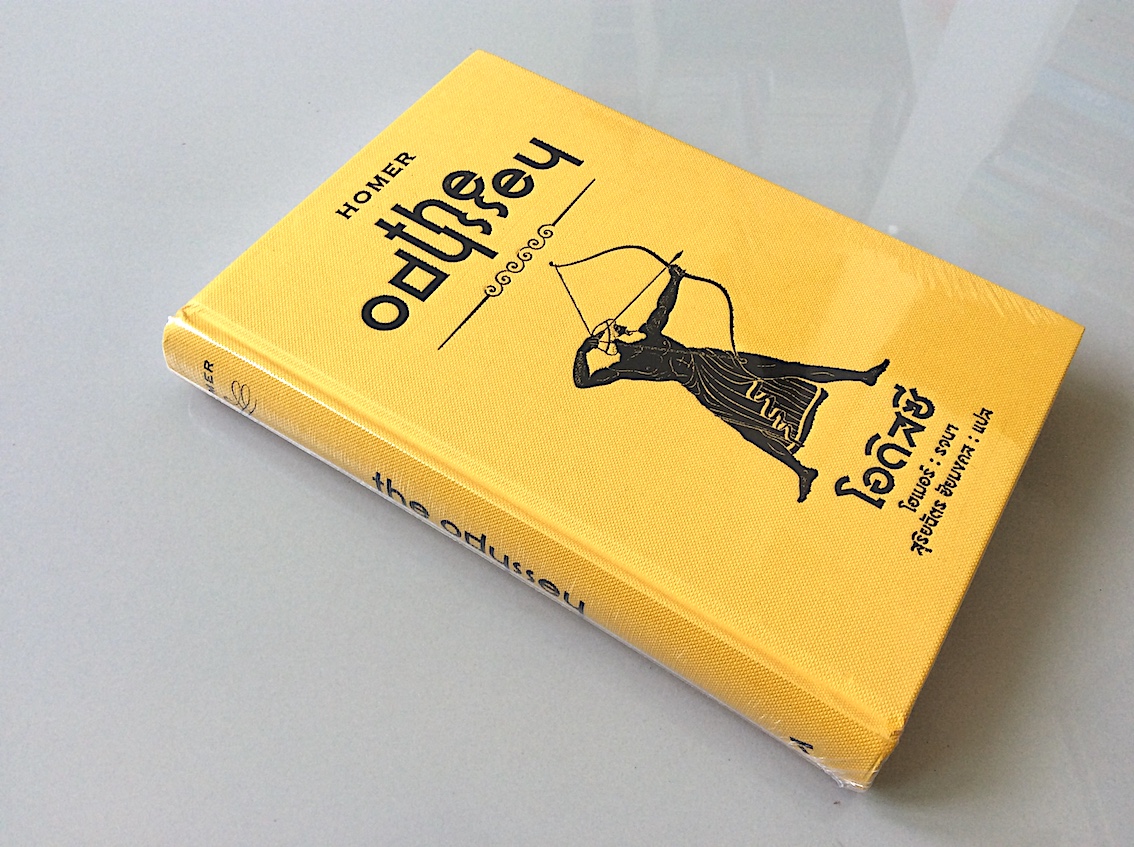 HOMER
the
odyssey
โอดิสซี
โฮเมอร์ : รจนา
สุริยฉัตร ชัยมงคล : แปล
the odyssey